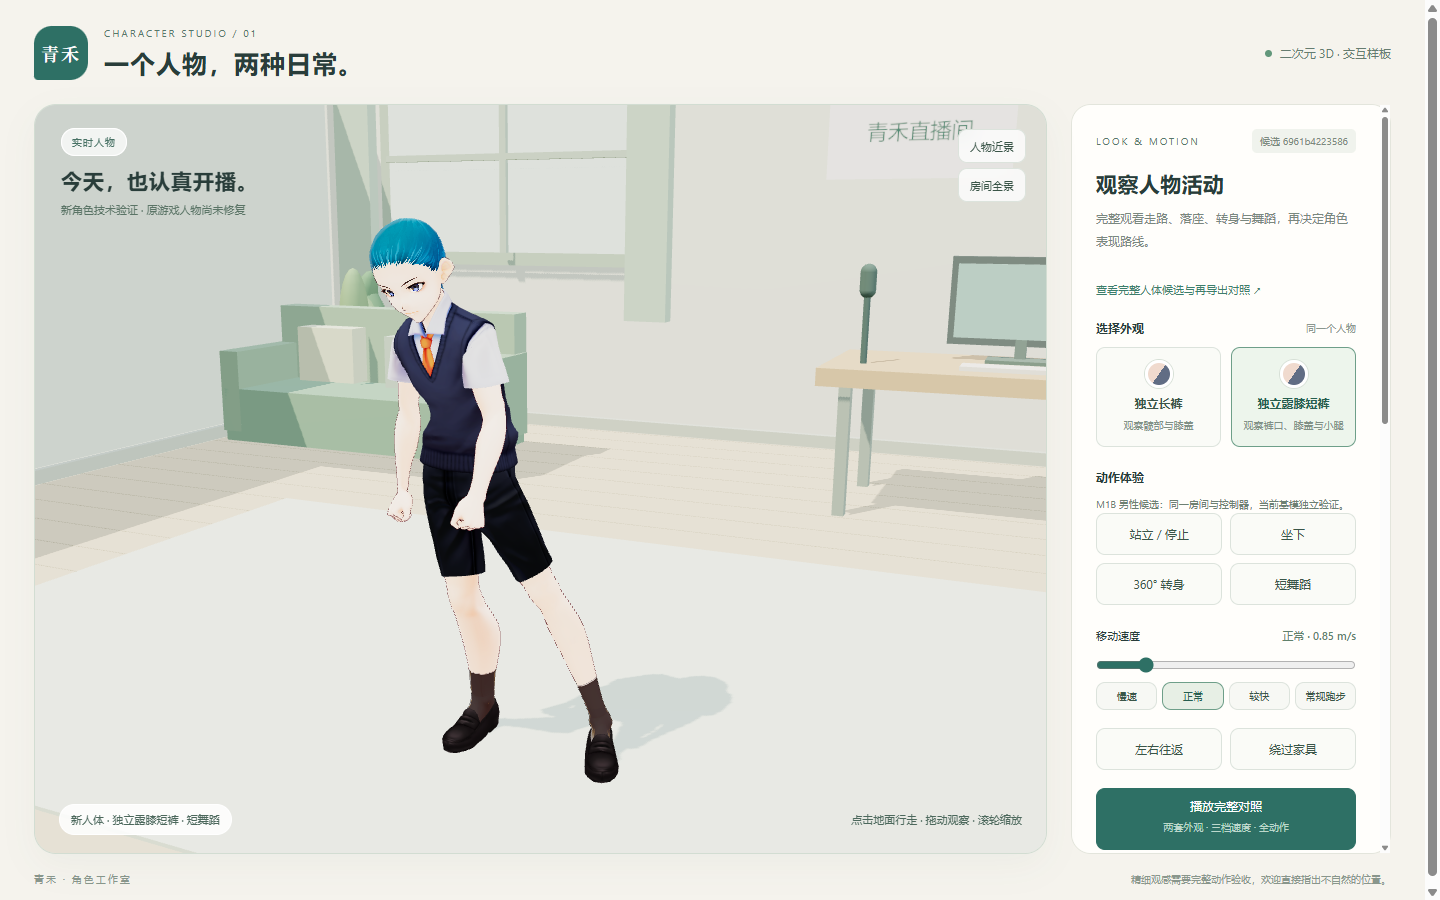 青禾
CHARACTER STUDIO / 01
一个人物，两种日常。
二次元 3D · 交互样板
实时人物
今天，也认真开播。
新角色技术验证 · 原游戏人物尚未修复
青禾直播间
人物近景
房间全景
新人体 · 独立露膝短裤 · 短舞蹈
点击地面行走 · 拖动观察 · 滚轮缩放
LOOK & MOTION
候选 6961b4223586
观察人物活动
完整观看走路、落座、转身与舞蹈，再决定角色
表现路线。
查看完整人体候选与再导出对照 ↗
选择外观
同一个人物
独立长裤
观察髋部与膝盖
独立露膝短裤
观察裤口、膝盖与小腿
动作体验
M18 男性候选：同一房间与控制器，当前基模独立验证。
站立 / 停止
坐下
360° 转身
短舞蹈
移动速度
正常 · 0.85 m/s
慢速
正常
较快
常规跑步
左右往返
绕过家具
播放完整对照
两套外观 · 三档速度 · 全动作
青禾 · 角色工作室
精细观感需要完整动作验收，欢迎直接指出不自然的位置。